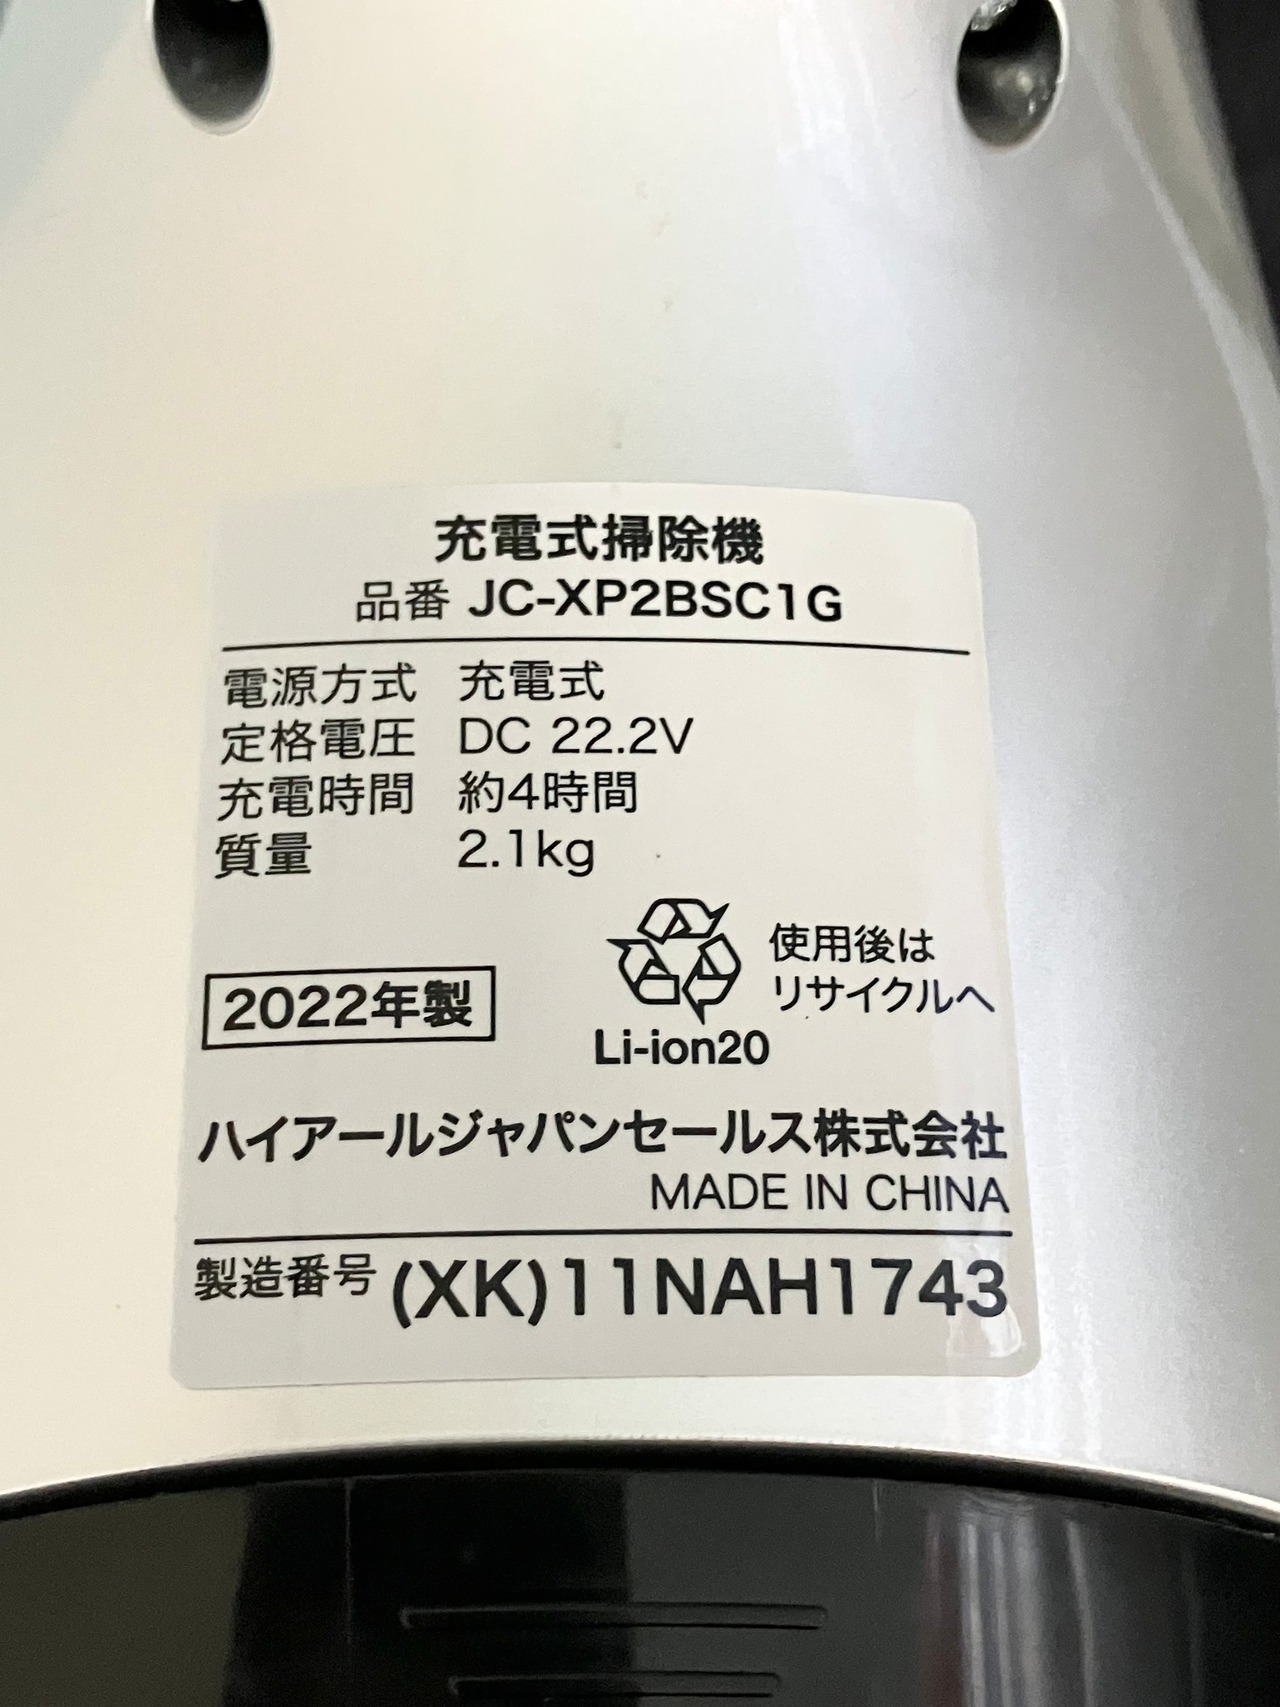 充電式掃除機
品番 JC-XP2BSC1G
電源方式 充電式
定格電圧 DC 22.2V
充電時間 約4時間
質量 2.1kg
使用後は
リサイクルへ
2022年製
Li-ion20
ハイアールジャパンセールス株式会社
MADE IN CHINA
製造番号 (XK)11NAH1743